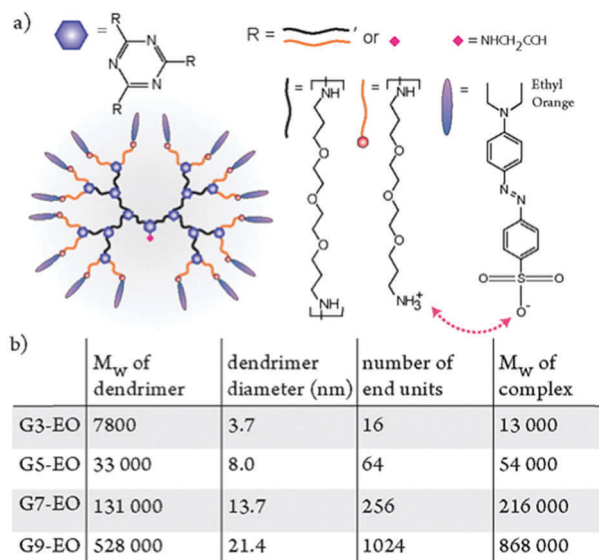 a)
R
N
N
N
R
R
=
R = ′ or
= NHCH₂CCH
=
NH
O
O
O
NH
=
NH
O
O
O
NH₃⁺
=
Ethyl
Orange
N
N
N
O=S=O
O⁻
b)
M_W of dendrimer | dendrimer diameter (nm) | number of end units | M_W of complex
G3-EO 7800 3.7 16 13 000
G5-EO 33 000 8.0 64 54 000
G7-EO 131 000 13.7 256 216 000
G9-EO 528 000 21.4 1024 868 000